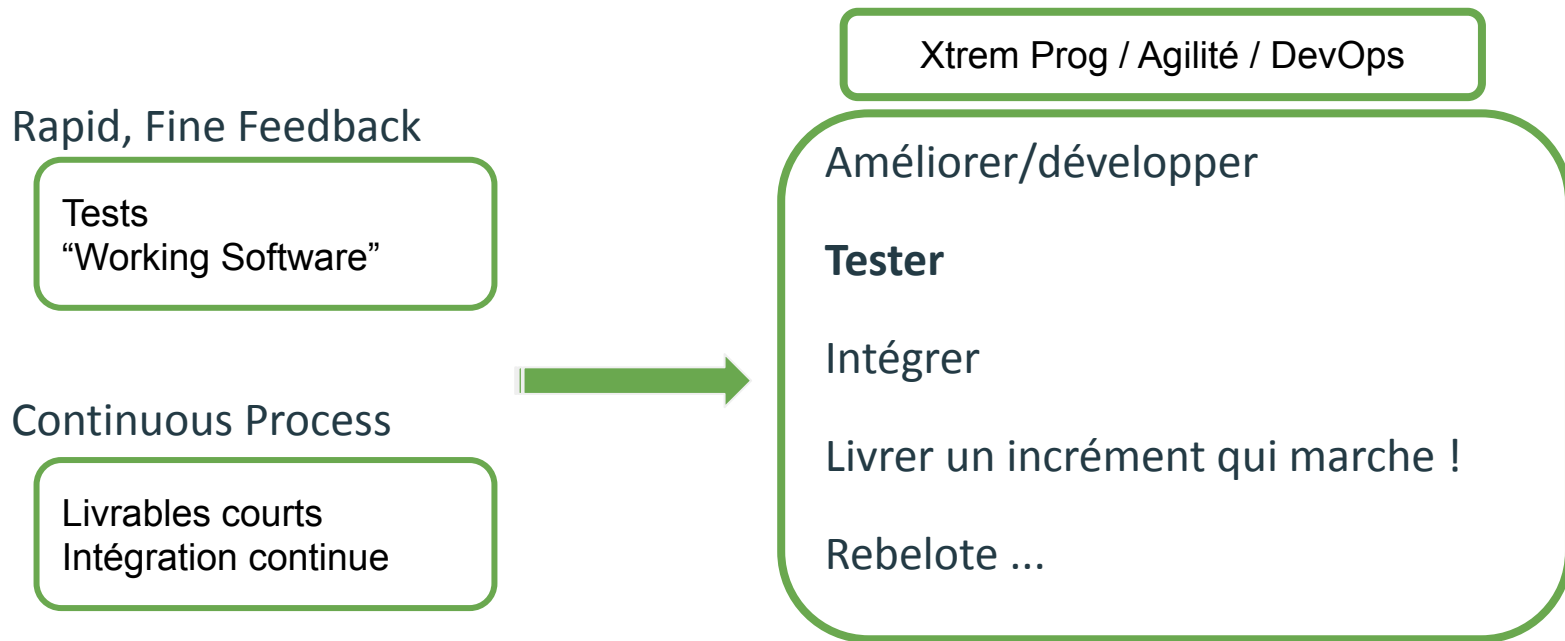 Rapid, Fine Feedback
Tests
“Working Software”
Continuous Process
Livrables courts
Intégration continue
Xtrem Prog / Agilité / DevOps
Améliorer/développer
Tester
Intégrer
Livrer un incrément qui marche !
Rebelote ...